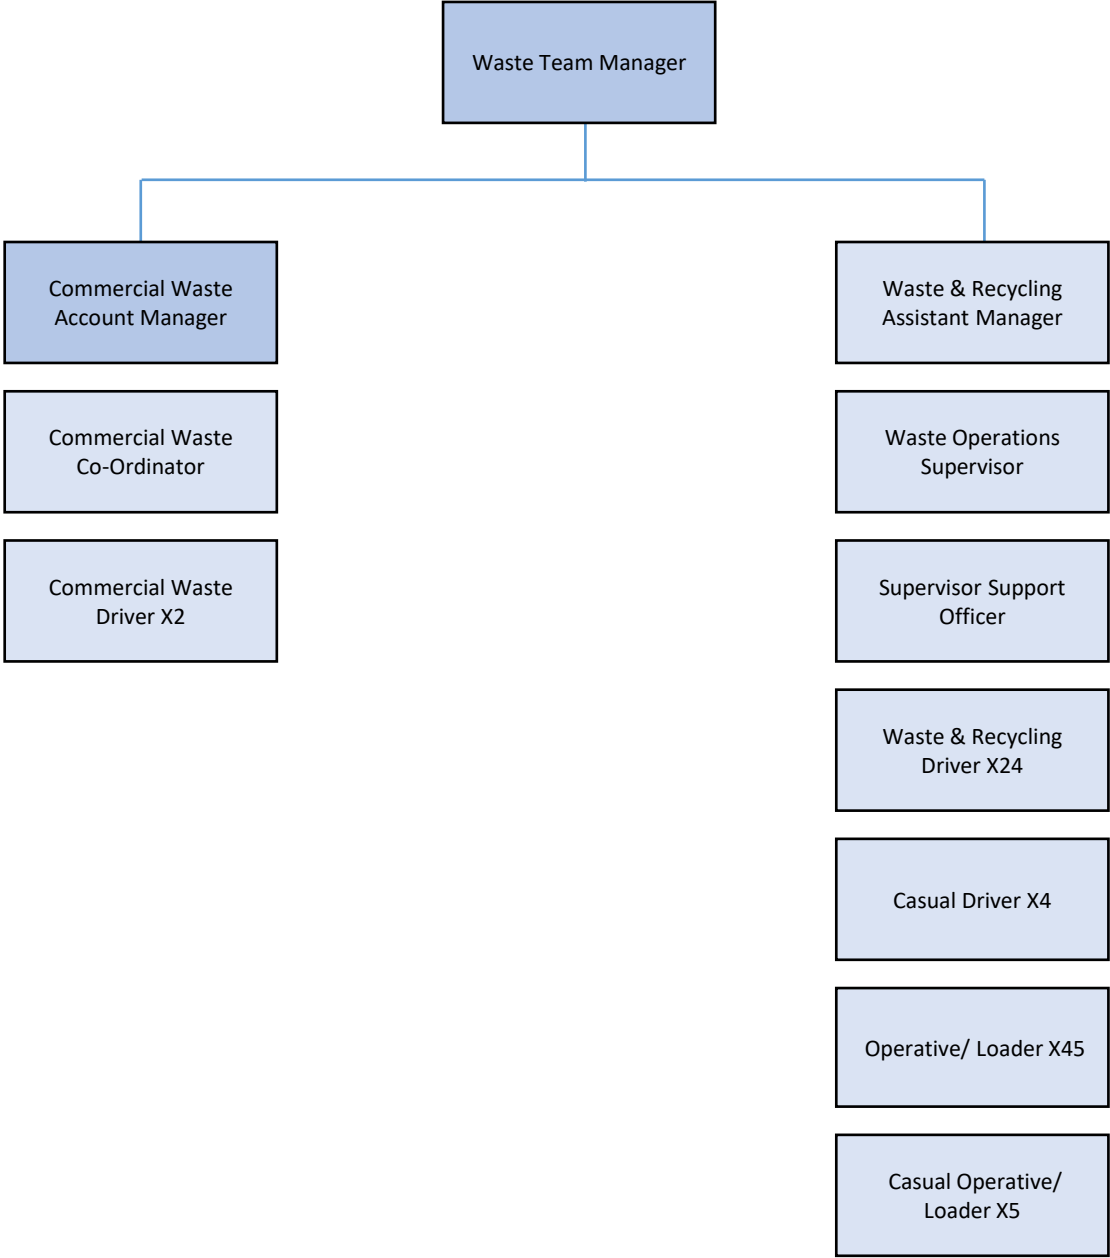 Waste Team Manager
Commercial Waste
Account Manager
Commercial Waste
Co-Ordinator
Commercial Waste
Driver X2
Waste & Recycling
Assistant Manager
Waste Operations
Supervisor
Supervisor Support
Officer
Waste & Recycling
Driver X24
Casual Driver X4
Operative/ Loader X45
Casual Operative/
Loader X5